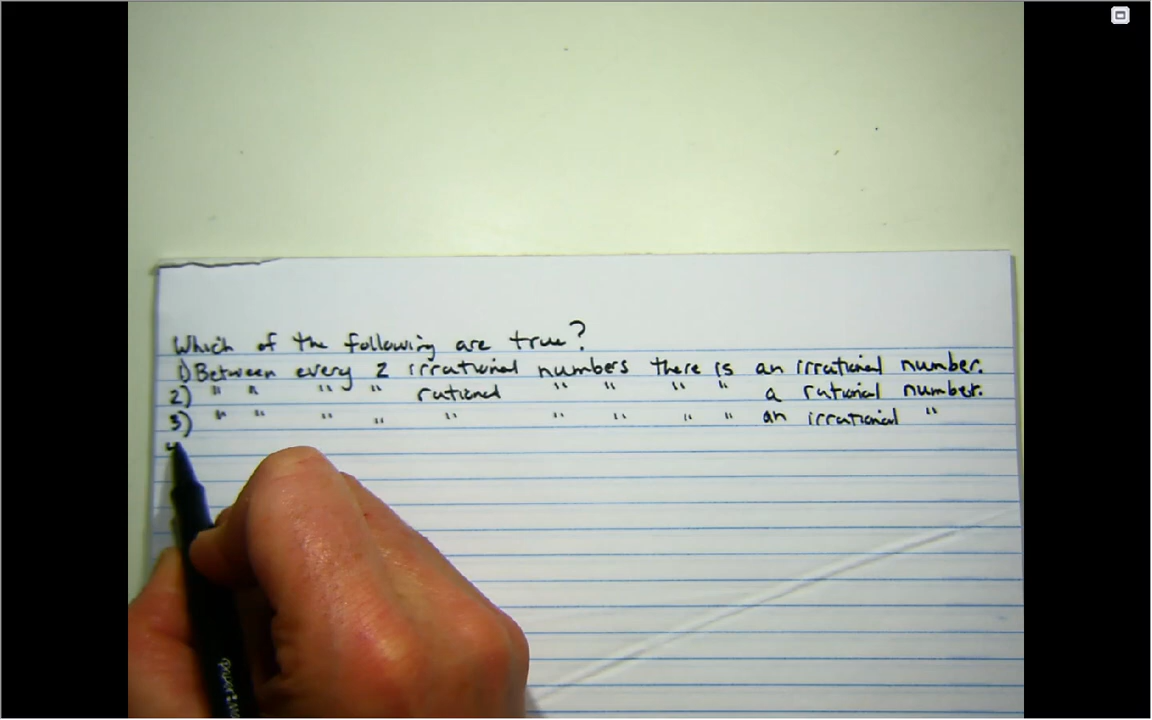 Which of the following are true?
1) Between every 2 irrational numbers there is an irrational number.
2) " " " " rational " " " " a rational number.
3) " " " " " " " " " an irrational "
4